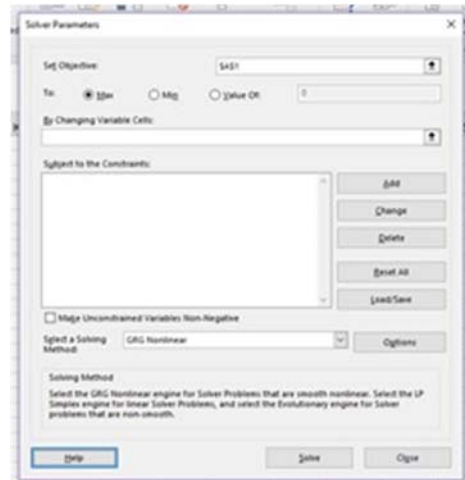 Solver Parameters
Set Objective: $A$1
To: Max Min Value Of: 0
By Changing Variable Cells:
Subject to the Constraints:
Add
Change
Delete
Reset All
Load/Save
Make Unconstrained Variables Non-Negative
Select a Solving Method: GRG Nonlinear Options
Solving Method
Select the GRG Nonlinear engine for Solver Problems that are smooth nonlinear. Select the LP
Simplex engine for linear Solver Problems, and select the Evolutionary engine for Solver
problems that are non-smooth.
Help Solve Close